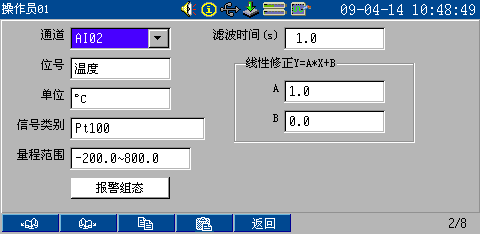 操作员01 09-04-14 10:48:49
通道 AI02 滤波时间(s) 1.0
线性修正Y=A*X+B
位号 温度
A 1.0
单位 °C
B 0.0
信号类别 Pt100
量程范围 -200.0~800.0
报警组态
返回 2/8